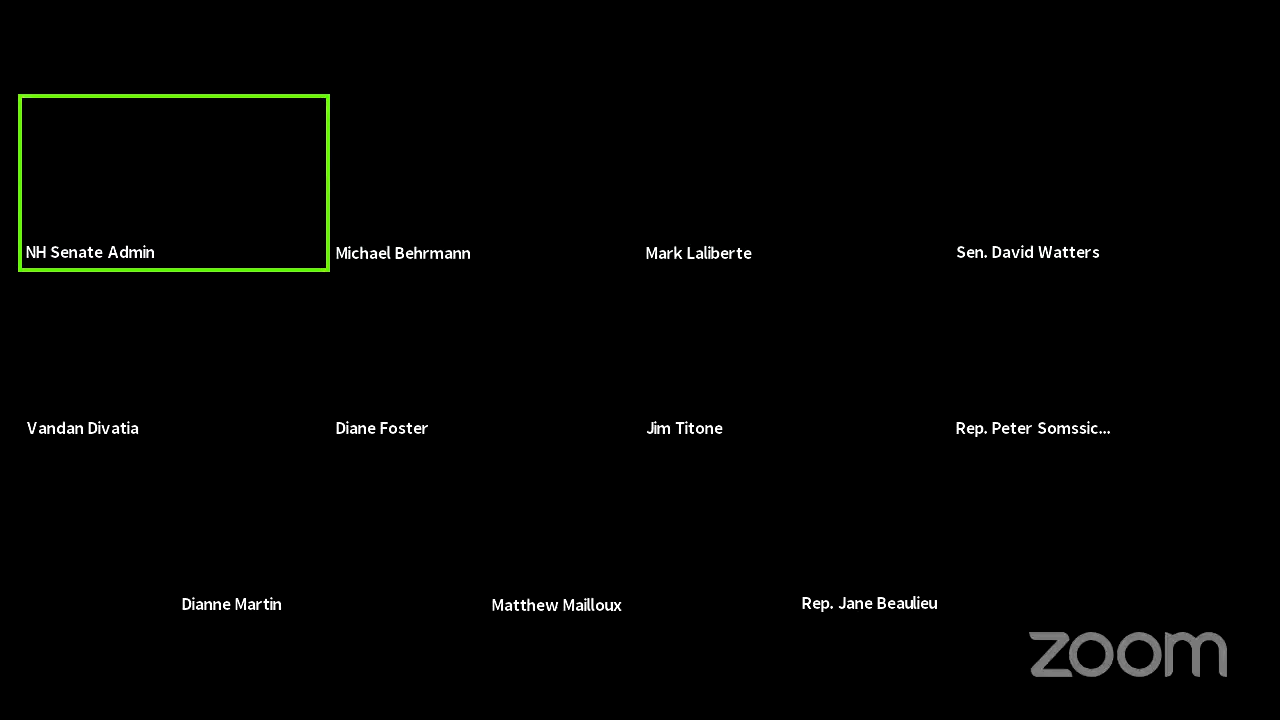 NH Senate Admin
Michael Behrmann
Mark Laliberte
Sen. David Watters
Vandan Divatia
Diane Foster
Jim Titone
Rep. Peter Somssic...
Dianne Martin
Matthew Mailloux
Rep. Jane Beaulieu
zoom